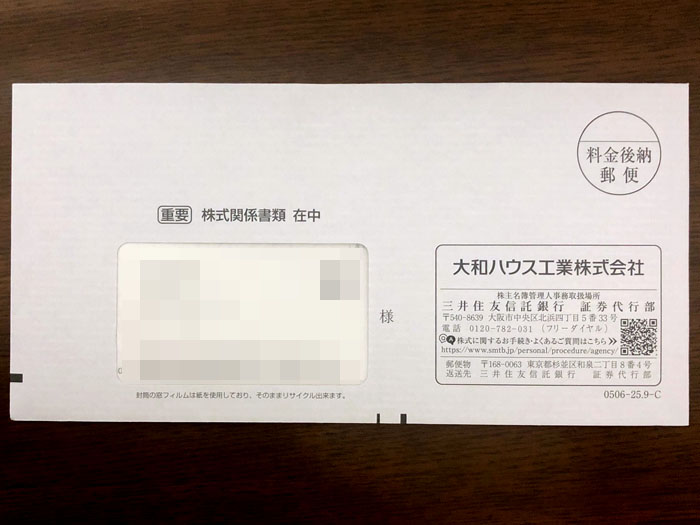 料金後納
郵便
重要 株式関係書類 在中
様
封筒の窓フィルムは紙を使用しており、そのままリサイクル出来ます。
大和ハウス工業株式会社
株主名簿管理人事務取扱場所
三井住友信託銀行 証券代行部
〒540-8639 大阪市中央区北浜四丁目5番33号
電話 0120-782-031 (フリーダイヤル)
Q&A 株式に関するお手続き・よくあるご質問はこちら
https://www.smtb.jp/personal/procedure/agency/
郵便物 〒168-0063 東京都杉並区和泉二丁目8番4号
返送先 三井住友信託銀行 証券代行部
0506-25.9-C